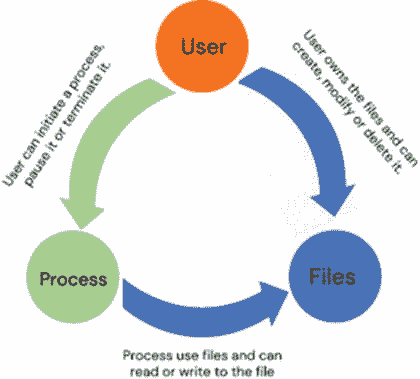 User
User can initiate a process,
pause it or terminate it.
User owns the files and can
create, modify or delete it.
Process
Files
Process use files and can
read or write to the file